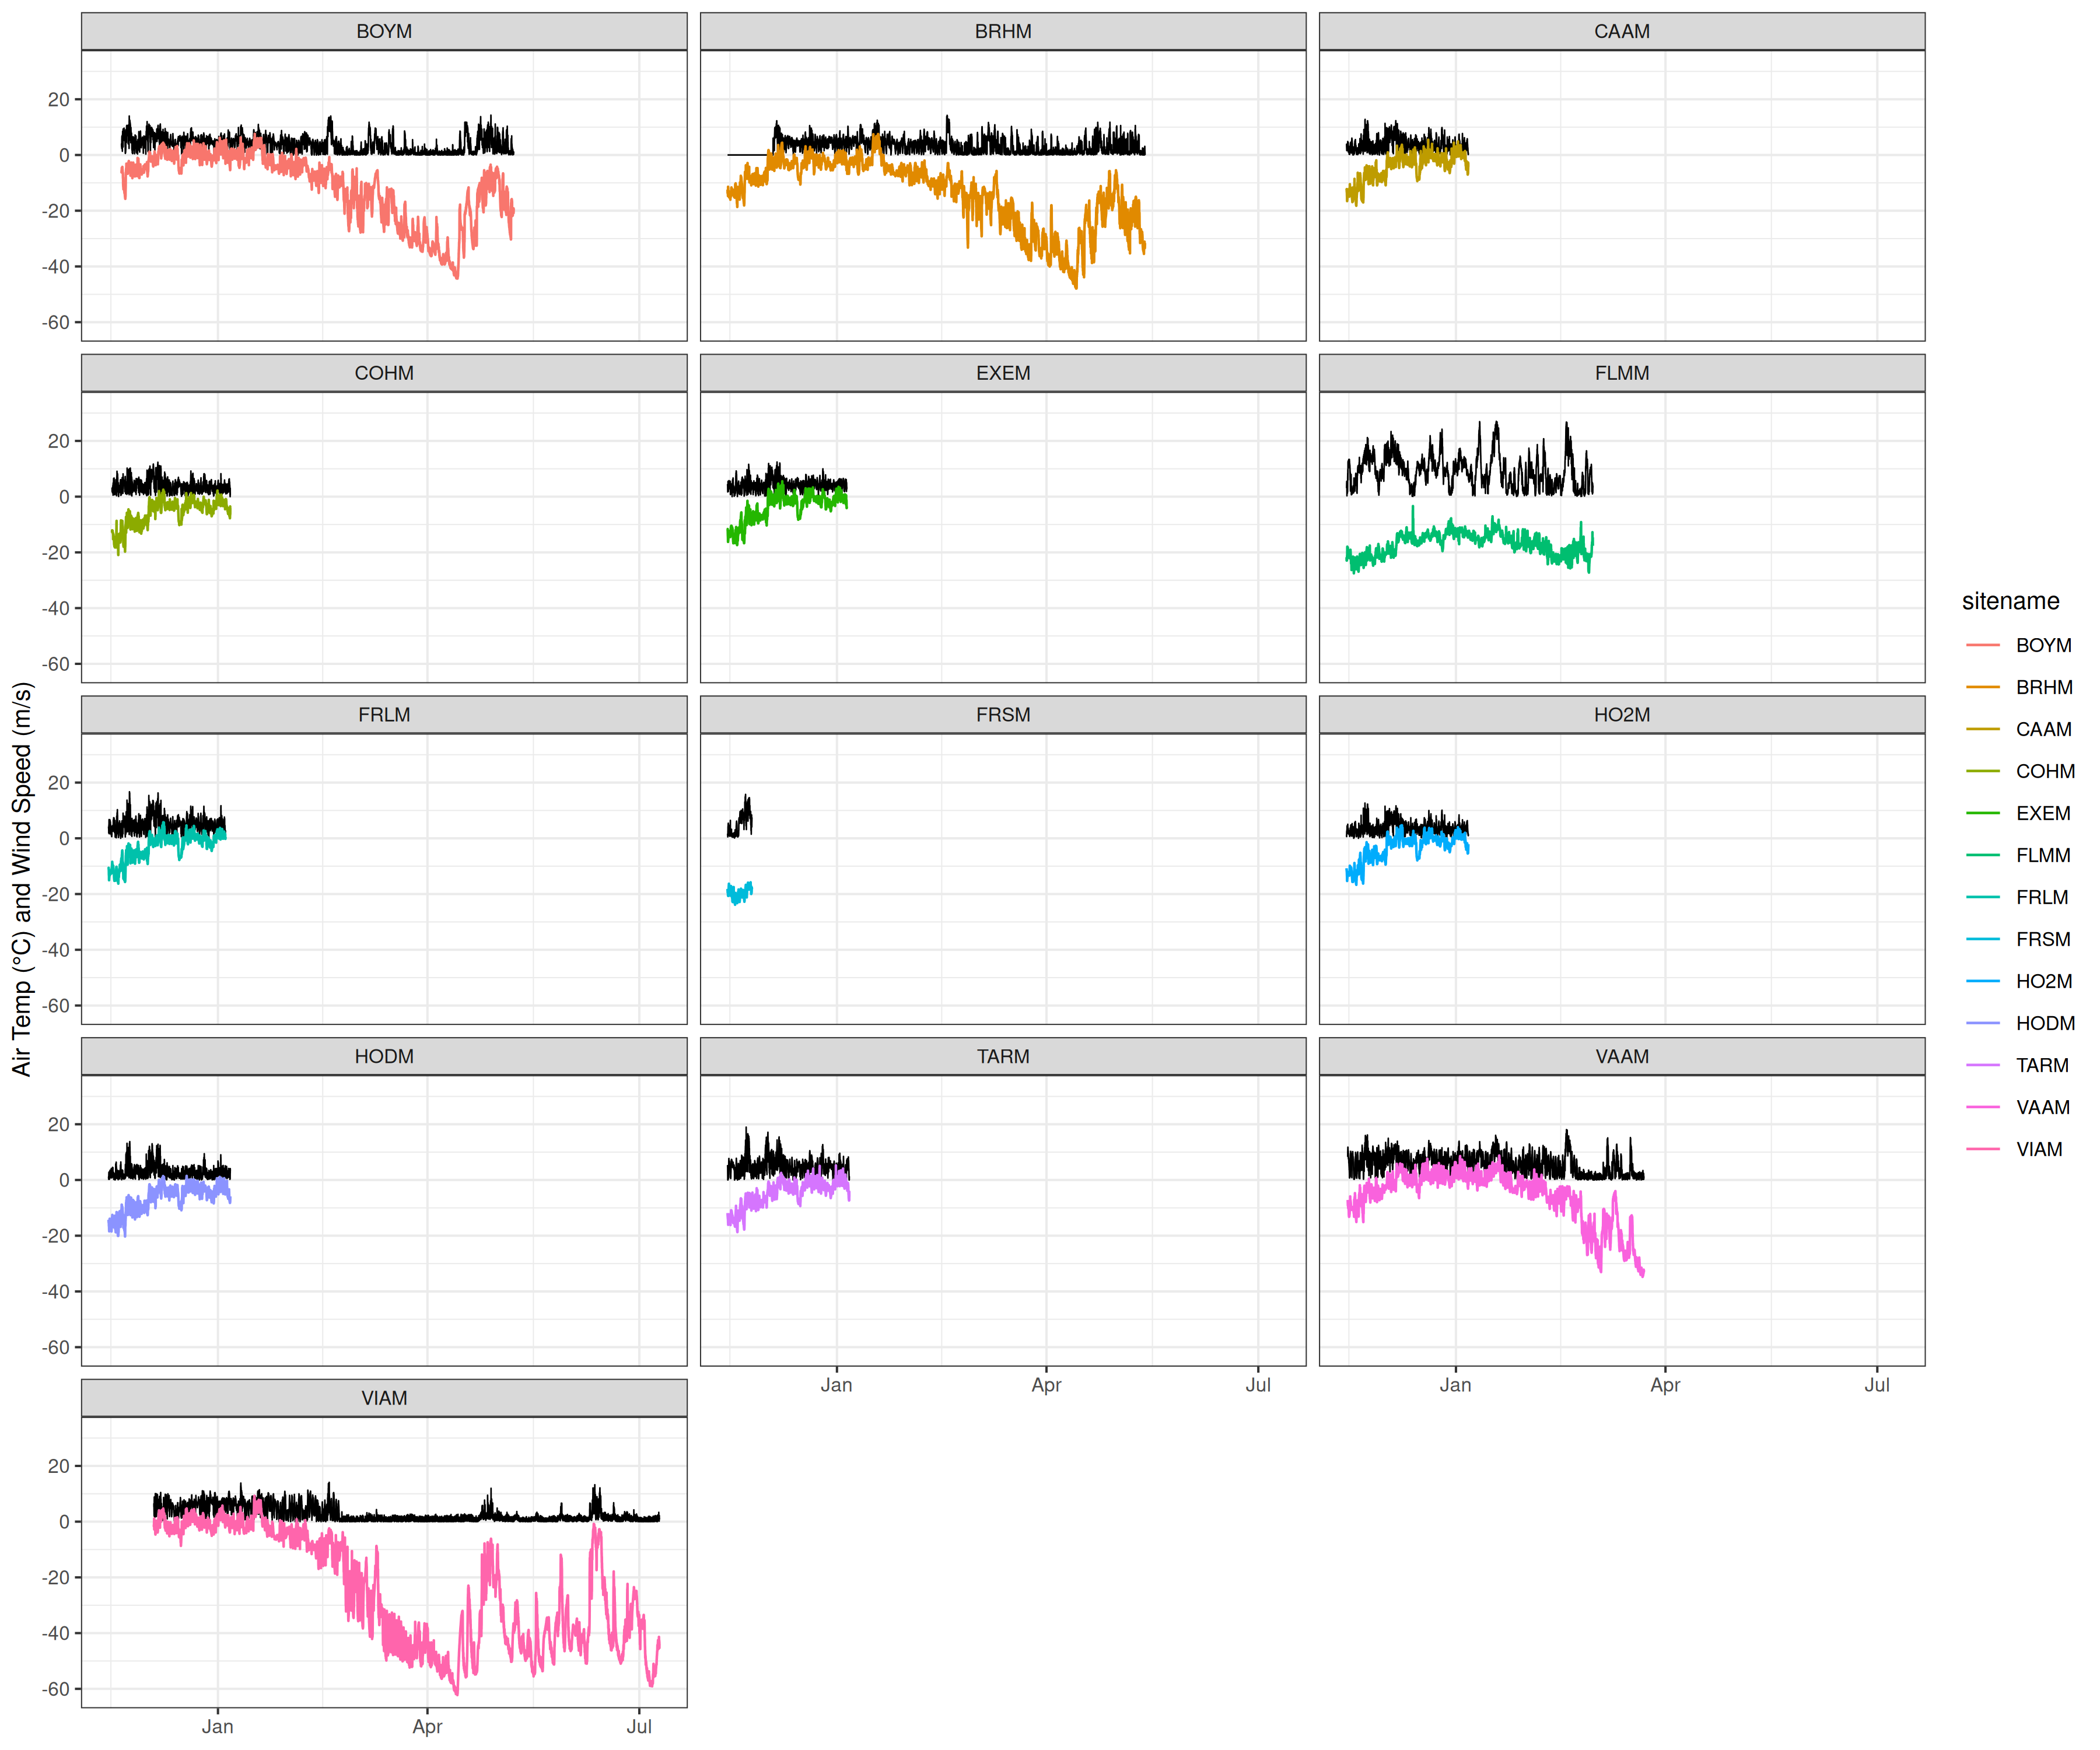 BOYM BRHM CAAM
20
0
-20
-40
-60
COHM EXEM FLMM
20
0
-20
-40
-60
FRLM FRSM HO2M
20
0
-20
-40
-60
HODM TARM VAAM
20
0
-20
-40
-60
Jan Apr Jul Jan Apr Jul
VIAM
20
0
-20
-40
-60
Jan Apr Jul
Air Temp (°C) and Wind Speed (m/s)
sitename
BOYM
BRHM
CAAM
COHM
EXEM
FLMM
FRLM
FRSM
HO2M
HODM
TARM
VAAM
VIAM